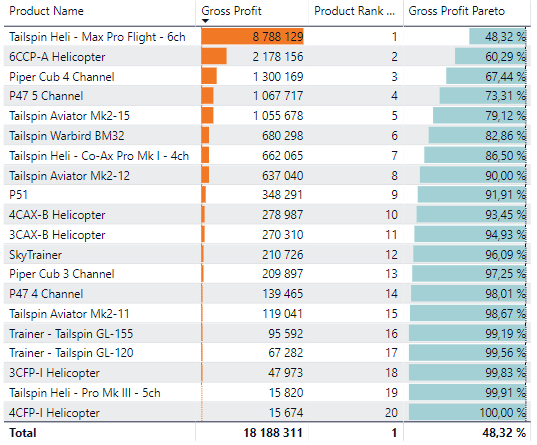 Product Name Gross Profit Product Rank ... Gross Profit Pareto
Tailspin Heli - Max Pro Flight - 6ch 8 788 129 1 48,32 %
6CCP-A Helicopter 2 178 156 2 60,29 %
Piper Cub 4 Channel 1 300 169 3 67,44 %
P47 5 Channel 1 067 717 4 73,31 %
Tailspin Aviator Mk2-15 1 055 678 5 79,12 %
Tailspin Warbird BM32 680 298 6 82,86 %
Tailspin Heli - Co-Ax Pro Mk I - 4ch 662 065 7 86,50 %
Tailspin Aviator Mk2-12 637 040 8 90,00 %
P51 348 291 9 91,91 %
4CAX-B Helicopter 278 987 10 93,45 %
3CAX-B Helicopter 270 310 11 94,93 %
SkyTrainer 210 726 12 96,09 %
Piper Cub 3 Channel 209 897 13 97,25 %
P47 4 Channel 139 465 14 98,01 %
Tailspin Aviator Mk2-11 119 041 15 98,67 %
Trainer - Tailspin GL-155 95 592 16 99,19 %
Trainer - Tailspin GL-120 67 282 17 99,56 %
3CFP-I Helicopter 47 973 18 99,83 %
Tailspin Heli - Pro Mk III - 5ch 15 820 19 99,91 %
4CFP-I Helicopter 15 674 20 100,00 %
Total 18 188 311 1 48,32 %